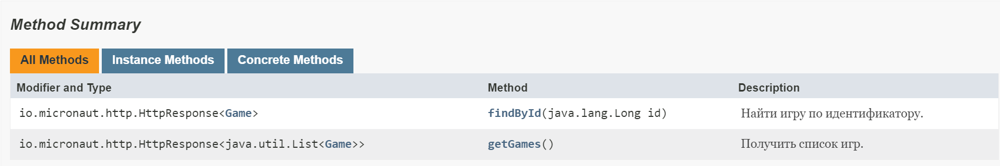 Method Summary
All Methods Instance Methods Concrete Methods
Modifier and Type Method Description
io.micronaut.http.HttpResponse<Game> findById(java.lang.Long id) Найти игру по идентификатору.
io.micronaut.http.HttpResponse<java.util.List<Game>> getGames() Получить список игр.